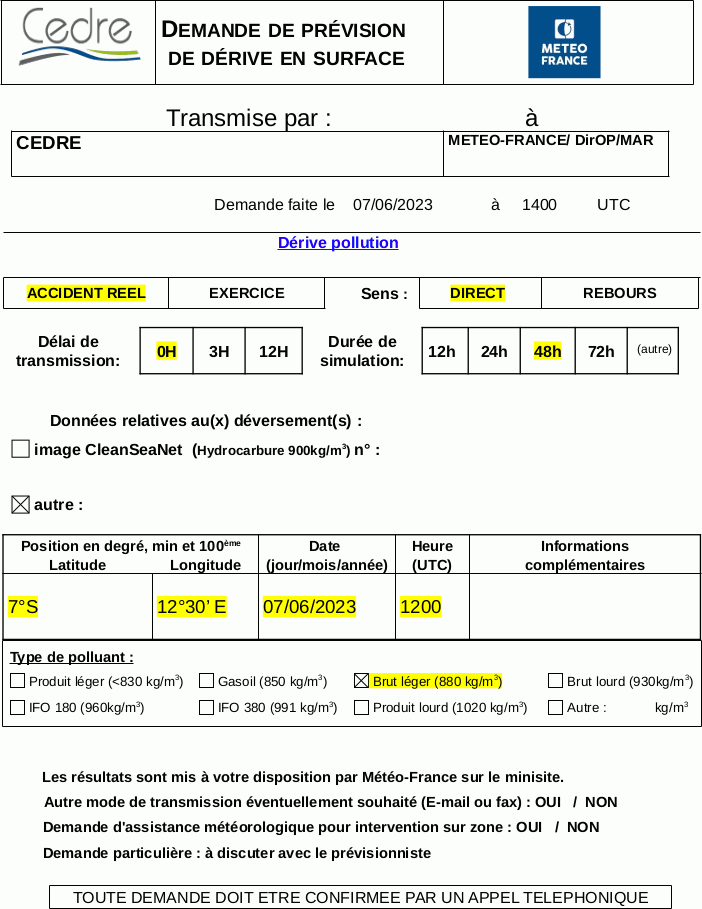 Cedre
DEMANDE DE PRÉVISION
DE DÉRIVE EN SURFACE
METEO
FRANCE
Transmise par : à
CEDRE
METEO-FRANCE/ DirOP/MAR
Demande faite le 07/06/2023 à 1400 UTC
Dérive pollution
ACCIDENT REEL EXERCICE Sens : DIRECT REBOURS
Délai de transmission: 0H 3H 12H Durée de simulation: 12h 24h 48h 72h (autre)
Données relatives au(x) déversement(s) :
image CleanSeaNet (Hydrocarbure 900kg/m³) n° :
autre :
Position en degré, min et 100ème Date Heure Informations
Latitude Longitude (jour/mois/année) (UTC) complémentaires
7°S 12°30’ E 07/06/2023 1200
Type de polluant :
Produit léger (<830 kg/m³) Gasoil (850 kg/m³) Brut léger (880 kg/m³) Brut lourd (930kg/m³)
IFO 180 (960kg/m³) IFO 380 (991 kg/m³) Produit lourd (1020 kg/m³) Autre : kg/m³
Les résultats sont mis à votre disposition par Météo-France sur le minisite.
Autre mode de transmission éventuellement souhaité (E-mail ou fax) : OUI / NON
Demande d'assistance météorologique pour intervention sur zone : OUI / NON
Demande particulière : à discuter avec le prévisionniste
TOUTE DEMANDE DOIT ETRE CONFIRMEE PAR UN APPEL TELEPHONIQUE